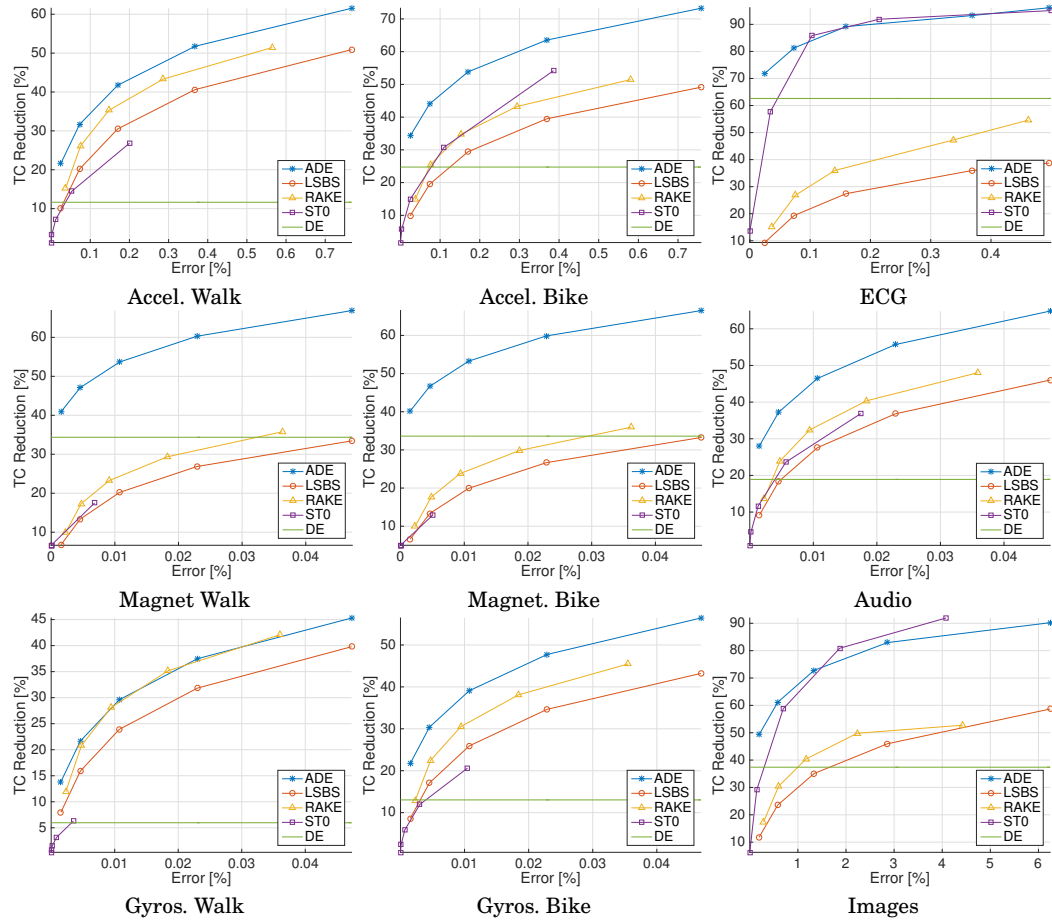 TC Reduction [%]
60
50
40
30
20
10
0.1 0.2 0.3 0.4 0.5 0.6 0.7
Error [%]
ADE
LSBS
RAKE
ST0
DE
Accel. Walk
TC Reduction [%]
70
60
50
40
30
20
10
0.1 0.2 0.3 0.4 0.5 0.6 0.7
Error [%]
ADE
LSBS
RAKE
ST0
DE
Accel. Bike
TC Reduction [%]
90
80
70
60
50
40
30
20
10
0 0.1 0.2 0.3 0.4
Error [%]
ADE
LSBS
RAKE
ST0
DE
ECG
TC Reduction [%]
60
50
40
30
20
10
0 0.01 0.02 0.03 0.04
Error [%]
ADE
LSBS
RAKE
ST0
DE
Magnet Walk
TC Reduction [%]
60
50
40
30
20
10
0 0.01 0.02 0.03 0.04
Error [%]
ADE
LSBS
RAKE
ST0
DE
Magnet. Bike
TC Reduction [%]
60
50
40
30
20
10
0.01 0.02 0.03 0.04
Error [%]
ADE
LSBS
RAKE
ST0
DE
Audio
TC Reduction [%]
45
40
35
30
25
20
15
10
5
0.01 0.02 0.03 0.04
Error [%]
ADE
LSBS
RAKE
ST0
DE
Gyros. Walk
TC Reduction [%]
50
40
30
20
10
0.01 0.02 0.03 0.04
Error [%]
ADE
LSBS
RAKE
ST0
DE
Gyros. Bike
TC Reduction [%]
90
80
70
60
50
40
30
20
10
1 2 3 4 5 6
Error [%]
ADE
LSBS
RAKE
ST0
DE
Images